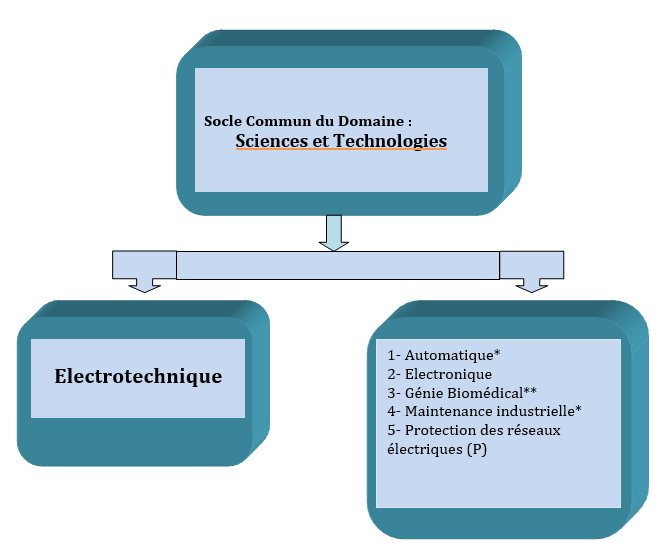 Socle Commun du Domaine :
Sciences et Technologies
Electrotechnique
1- Automatique*
2- Electronique
3- Génie Biomédical**
4- Maintenance industrielle*
5- Protection des réseaux
électriques (P)